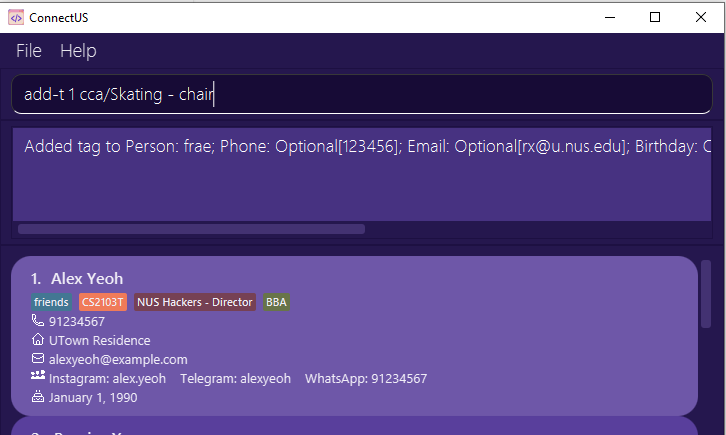 ConnectUS
File Help
add-t 1 cca/Skating - chair
Added tag to Person: frae; Phone: Optional[123456]; Email: Optional[rx@u.nus.edu]; Birthday:
1. Alex Yeoh
friends CS2103T NUS Hackers - Director BBA
91234567
UTown Residence
alexyeoh@example.com
Instagram: alex.yeoh Telegram: alexyeoh WhatsApp: 91234567
January 1, 1990